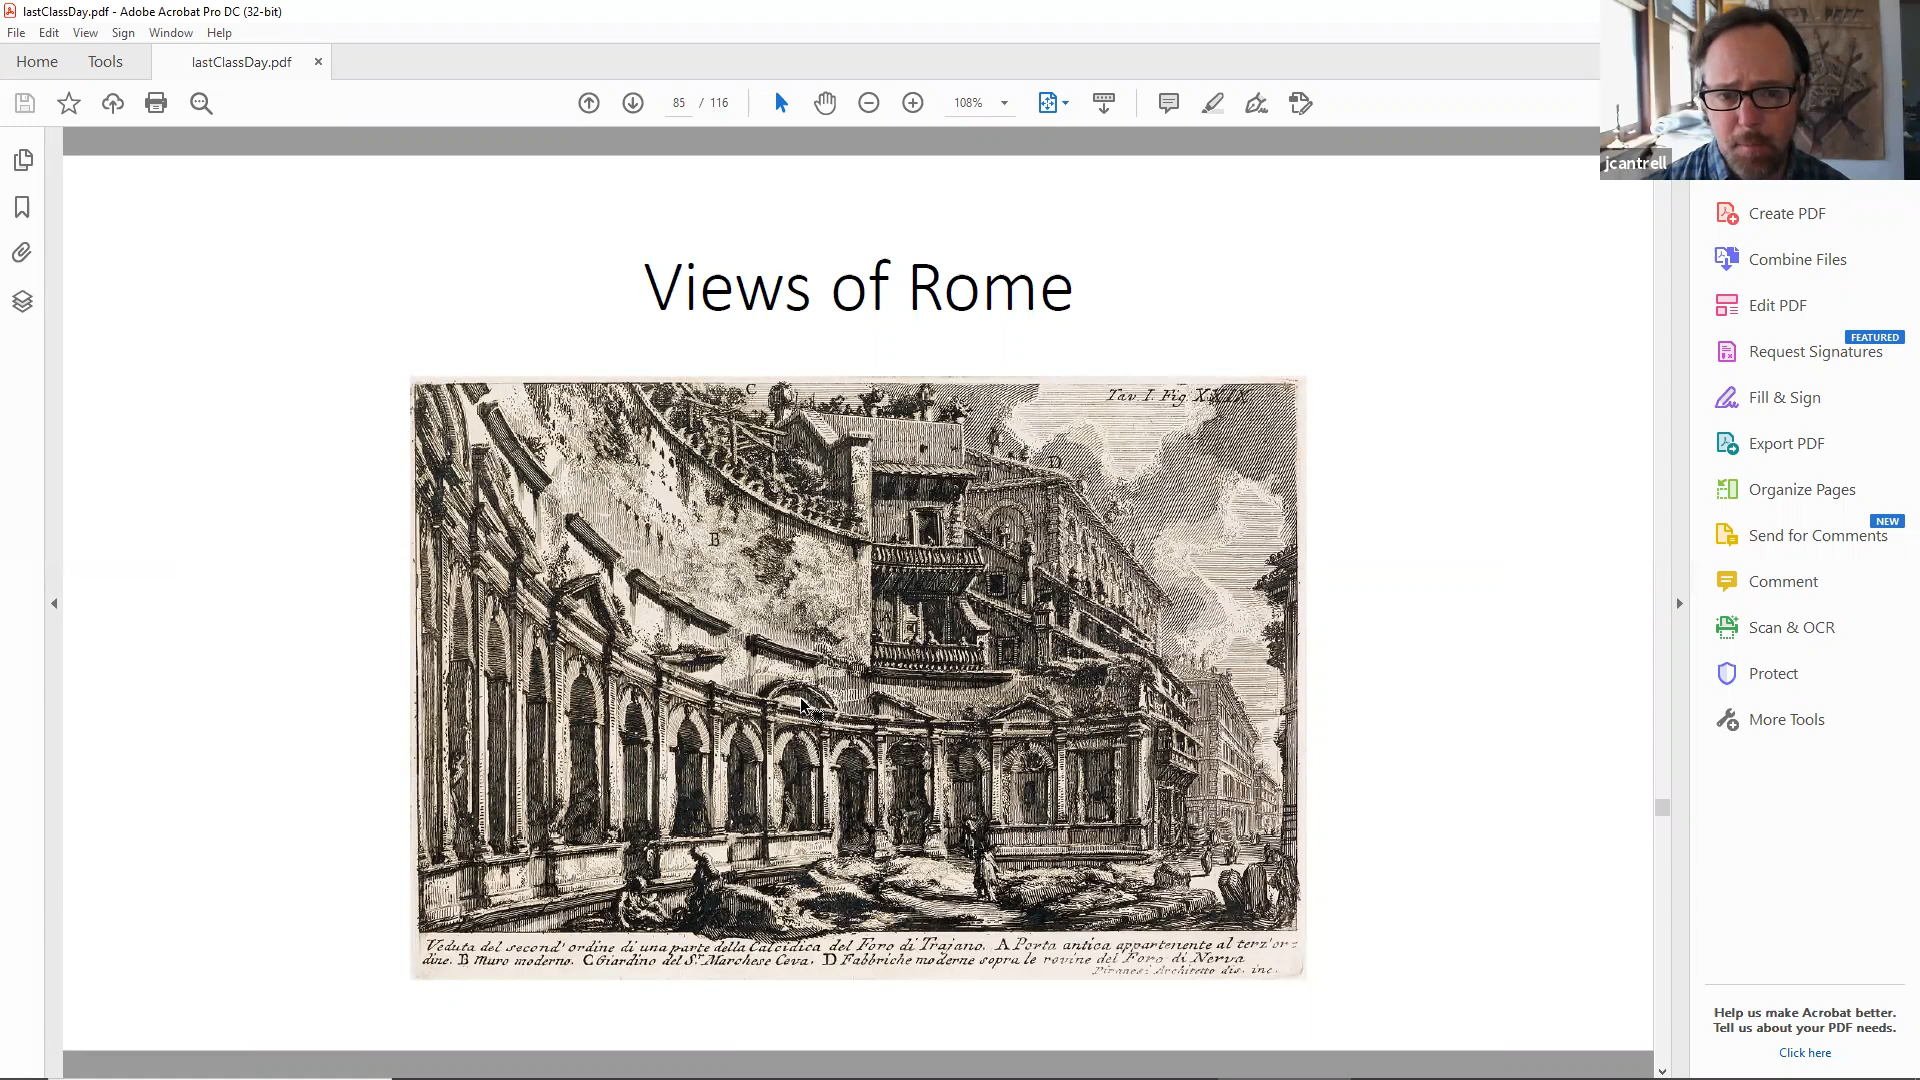 lastClassDay.pdf - Adobe Acrobat Pro DC (32-bit)
File Edit View Sign Window Help
Home Tools lastClassDay.pdf
85 / 116 108%
jcantrell
Views of Rome
C
Tav. I. Fig. XXIX
D
B
Veduta del second' ordine di una parte della Calcidica del Foro di Trajano. A Porta antica appartenente al terz'or=
dine. B Muro moderno. C Giardino del S.r Marchese Ceva. D Fabbriche moderne sopra le rovine del Foro di Nerva
Piranesi Architetto dis. inc.
Create PDF
Combine Files
Edit PDF
FEATURED
Request Signatures
Fill & Sign
Export PDF
Organize Pages
NEW
Send for Comments
Comment
Scan & OCR
Protect
More Tools
Help us make Acrobat better.
Tell us about your PDF needs.
Click here